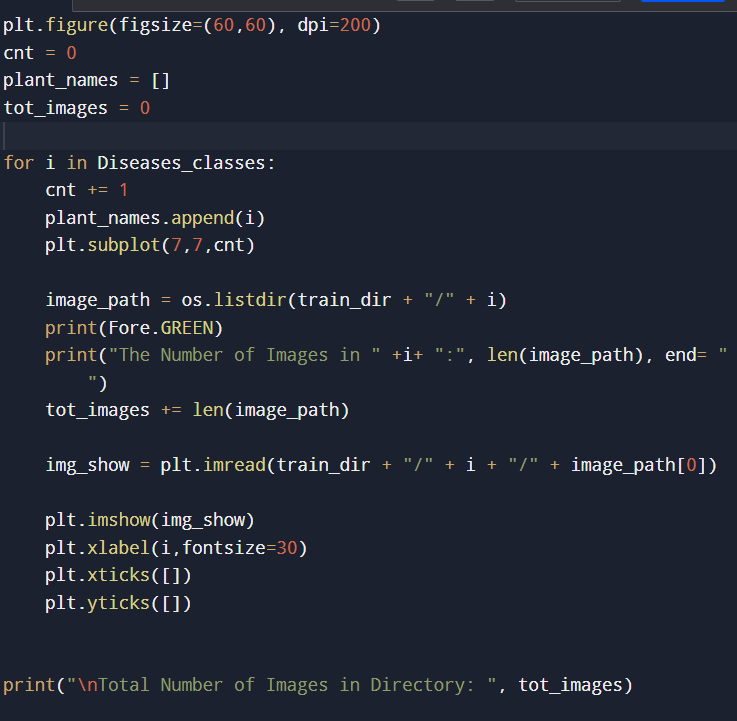 plt.figure(figsize=(60,60), dpi=200)
cnt = 0
plant_names = []
tot_images = 0
for i in Diseases_classes:
    cnt += 1
    plant_names.append(i)
    plt.subplot(7,7,cnt)
    image_path = os.listdir(train_dir + "/" + i)
    print(Fore.GREEN)
    print("The Number of Images in " +i+ ":", len(image_path), end= "
        ")
    tot_images += len(image_path)
    img_show = plt.imread(train_dir + "/" + i + "/" + image_path[0])
    plt.imshow(img_show)
    plt.xlabel(i,fontsize=30)
    plt.xticks([])
    plt.yticks([])
print("\nTotal Number of Images in Directory: ", tot_images)